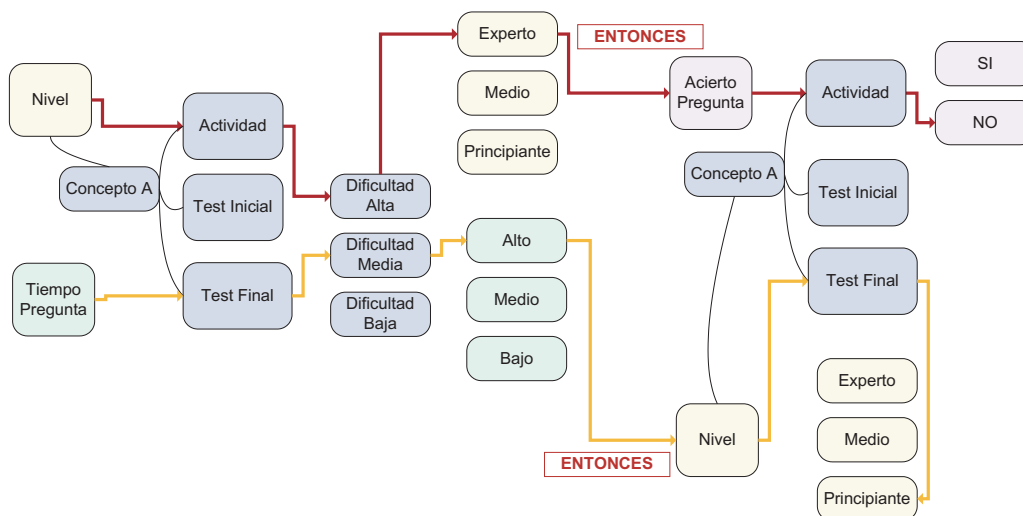 Nivel
Actividad
Concepto A
Test Inicial
Test Final
Tiempo
Pregunta
Dificultad
Alta
Dificultad
Media
Dificultad
Baja
Experto
Medio
Principiante
Alto
Medio
Bajo
ENTONCES
Acierto
Pregunta
Actividad
SI
NO
Concepto A
Test Inicial
Test Final
ENTONCES
Nivel
Experto
Medio
Principiante